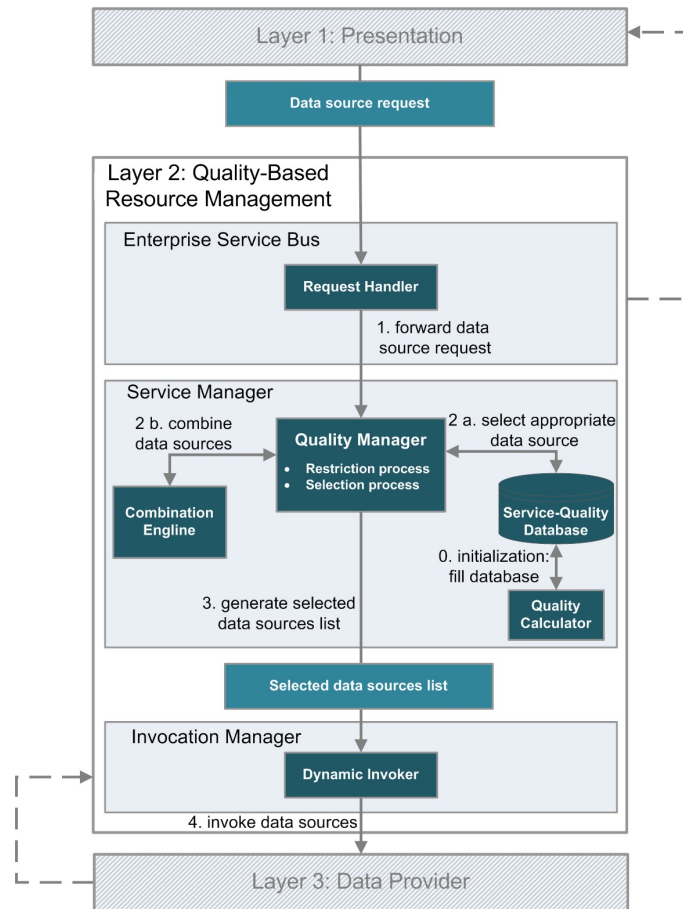 Layer 1: Presentation
Data source request
Layer 2: Quality-Based
Resource Management
Enterprise Service Bus
Request Handler
1. forward data
source request
Service Manager
2 b. combine
data sources
Quality Manager
• Restriction process
• Selection process
2 a. select appropriate
data source
Combination
Engline
Service-Quality
Database
0. initialization:
fill database
Quality
Calculator
3. generate selected
data sources list
Selected data sources list
Invocation Manager
Dynamic Invoker
4. invoke data sources
Layer 3: Data Provider